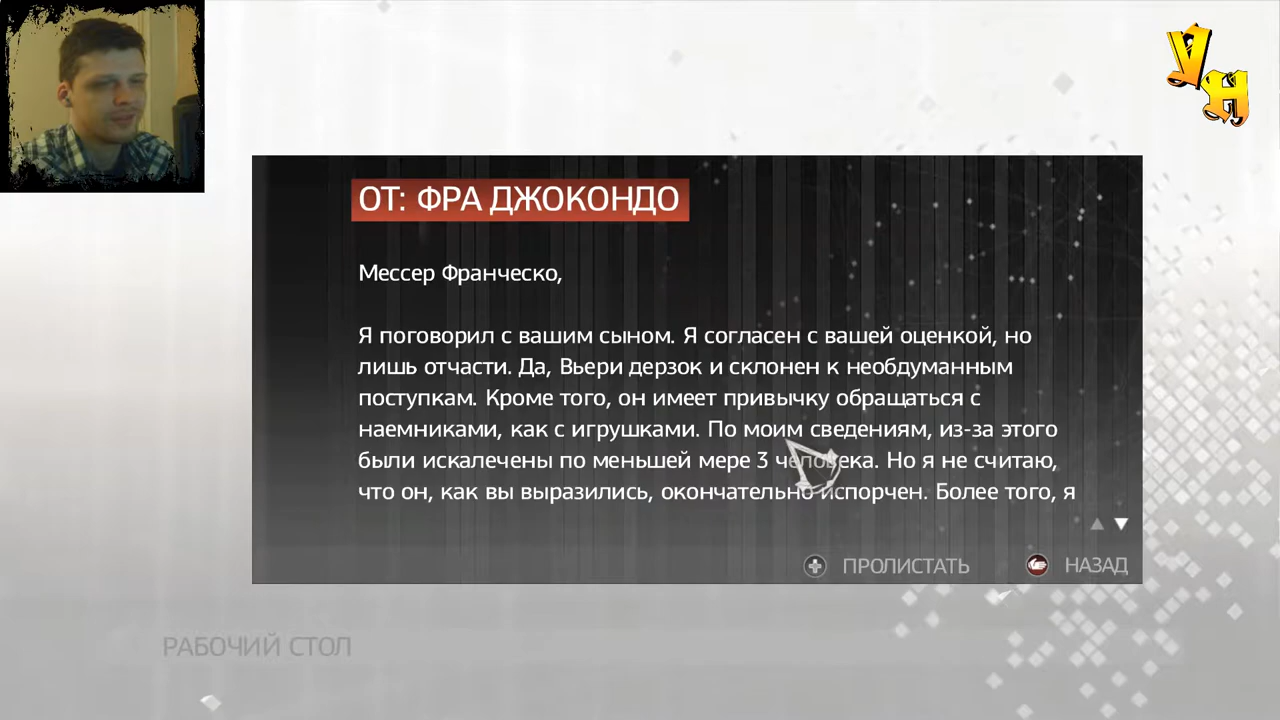 УН
ОТ: ФРА ДЖОКОНДО
Мессер Франческо,
Я поговорил с вашим сыном. Я согласен с вашей оценкой, но
лишь отчасти. Да, Вьери дерзок и склонен к необдуманным
поступкам. Кроме того, он имеет привычку обращаться с
наемниками, как с игрушками. По моим сведениям, из-за этого
были искалечены по меньшей мере 3 человека. Но я не считаю,
что он, как вы выразились, окончательно испорчен. Более того, я
ПРОЛИСТАТЬ НАЗАД
РАБОЧИЙ СТОЛ